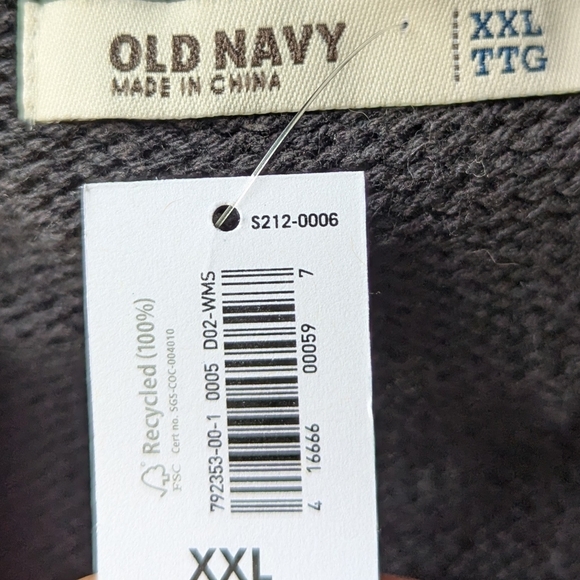 OLD NAVY
MADE IN CHINA
XXL
TTG
S212-0006
FSC
Recycled (100%)
Cert no. SGS-COC-004010
792353-00-1 0005 D02-WMS
4 16666 00059 7
XXL